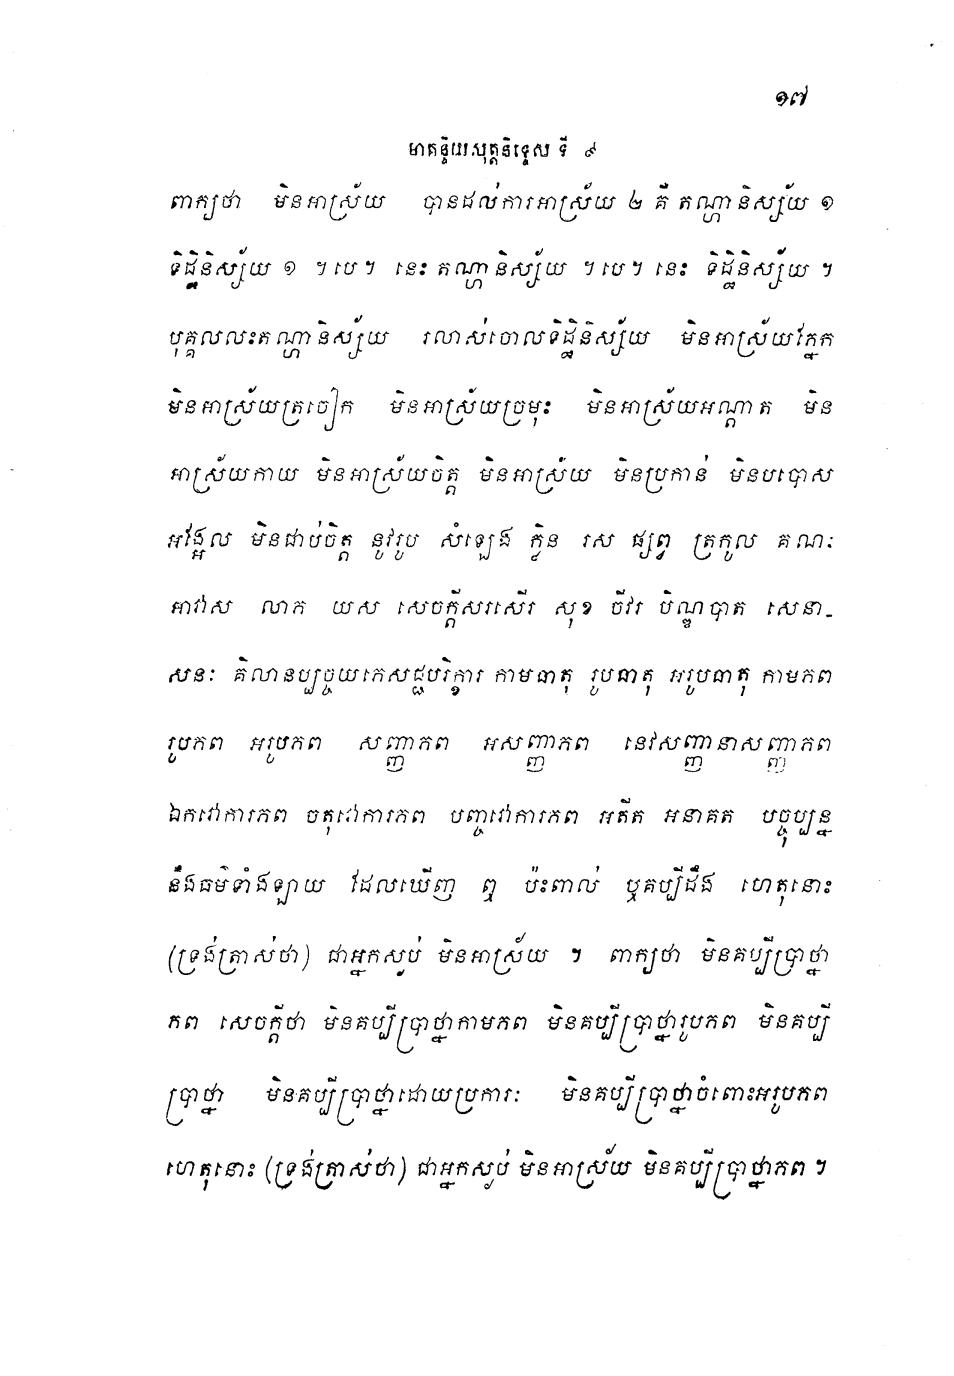 ១៧
មាគន្ទិយសុត្តនិទ្ទេស ទី ៩
ពាក្យថា មិនអាស្រ័យ បានដល់ការអាស្រ័យ ២ គឺ តណ្ហានិស្ស័យ ១
ទិដ្ឋិនិស្ស័យ ១ ។បេ។ នេះតណ្ហានិស្ស័យ ។បេ។ នេះ ទិដ្ឋិនិស្ស័យ ។
បុគ្គលលះតណ្ហានិស្ស័យ រលាស់ចោលទិដ្ឋិនិស្ស័យ មិនអាស្រ័យភ្នែក
មិនអាស្រ័យត្រចៀក មិនអាស្រ័យច្រមុះ មិនអាស្រ័យអណ្តាត មិន
អាស្រ័យកាយ មិនអាស្រ័យចិត្ត មិនអាស្រ័យ មិនប្រកាន់ មិនបបោស
អង្អែល មិនជាប់ចិត្ត នូវរូប សំឡេង ក្លិន រស ផ្សព្វ ត្រកូល គណៈ
អាវាស លាភ យស សេចក្តីសរសើរ សុខ ចីវរ បិណ្ឌបាត សេនា-
សនៈ គិលានប្បច្ចយភេសជ្ជបរិក្ខារ កាមធាតុ រូបធាតុ អរូបធាតុ កាមភព
រូបភព អរូបភព សញ្ញាភព អសញ្ញាភព នេវសញ្ញានាសញ្ញាភព
ឯកវោការភព ចតុវោការភព បញ្ចវោការភព អតីត អនាគត បច្ចុប្បន្ន
នឹងធម៌ទាំងឡាយ ដែលឃើញ ឮ ប៉ះពាល់ ឬគប្បីដឹង ហេតុនោះ
(ទ្រង់ត្រាស់ថា) ជាអ្នកស្ងប់ មិនអាស្រ័យ ។ ពាក្យថា មិនគប្បីប្រាថ្នា
ភព សេចក្តីថា មិនគប្បីប្រាថ្នាកាមភព មិនគប្បីប្រាថ្នារូបភព មិនគប្បី
ប្រាថ្នា មិនគប្បីប្រាថ្នាដោយប្រការៈ មិនគប្បីប្រាថ្នាចំពោះអរូបភព
ហេតុនោះ (ទ្រង់ត្រាស់ថា) ជាអ្នកស្ងប់ មិនអាស្រ័យ មិនគប្បីប្រាថ្នាភព ។